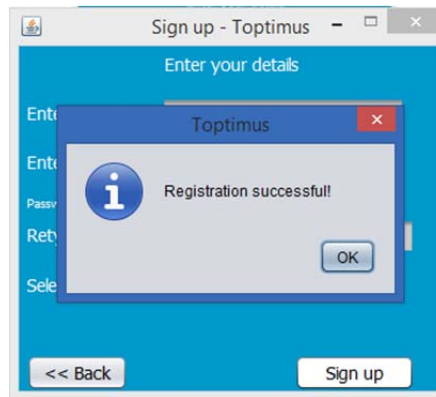 Sign up - Toptimus
Enter your details
Toptimus
Registration successful!
OK
<< Back
Sign up